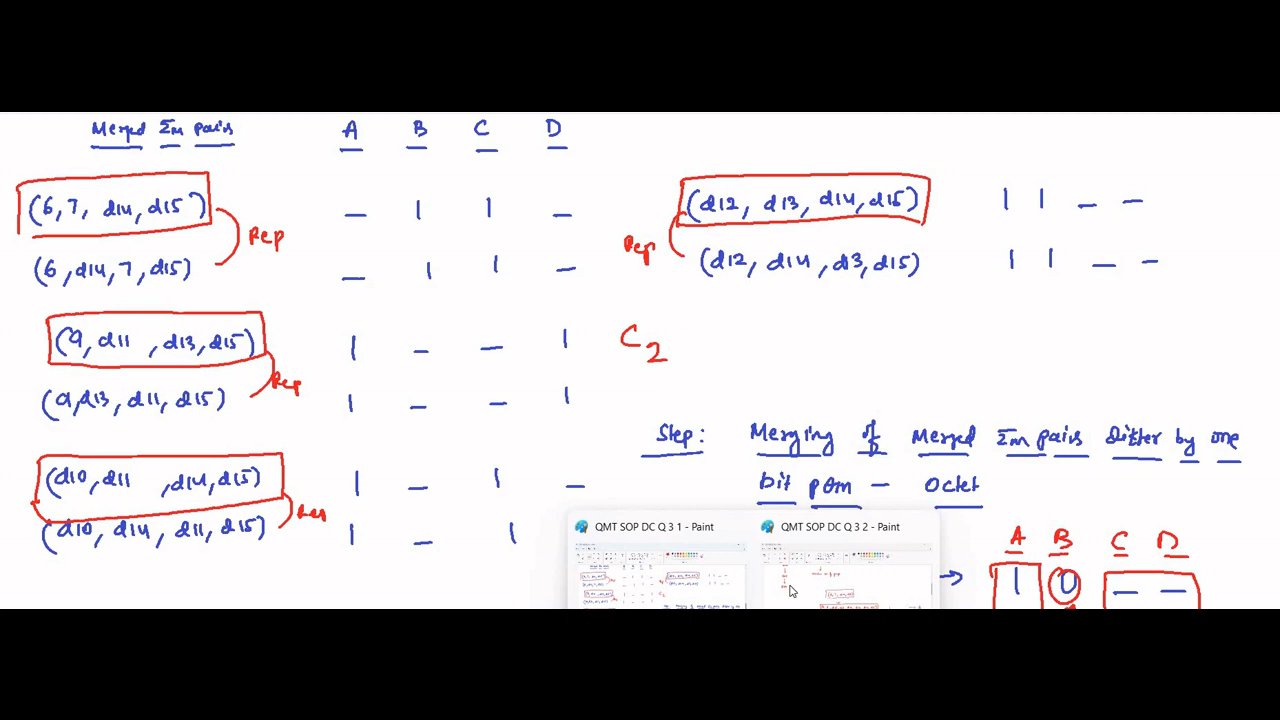 Merged Σm pairs A B C D
(6, 7, d14, d15) _ 1 1 _
Rep
(6, d14, 7, d15) _ 1 1 _
(9, d11 , d13, d15) 1 _ _ 1
Rep
(9, d13, d11, d15) 1 _ _ 1
(d10, d11 , d14, d15) 1 _ 1 _
Rep
(d10, d14, d11, d15) 1 _ 1
(d12, d13, d14, d15) 1 1 _ _
Rep
(d12, d14, d13, d15) 1 1 _ _
C2
Step: Merging of Merged Σm pairs Differ by one
bit posn – Octet
QMT SOP DC Q 3 1 - Paint
QMT SOP DC Q 3 2 - Paint
A B C D
→ 1 0 _ _